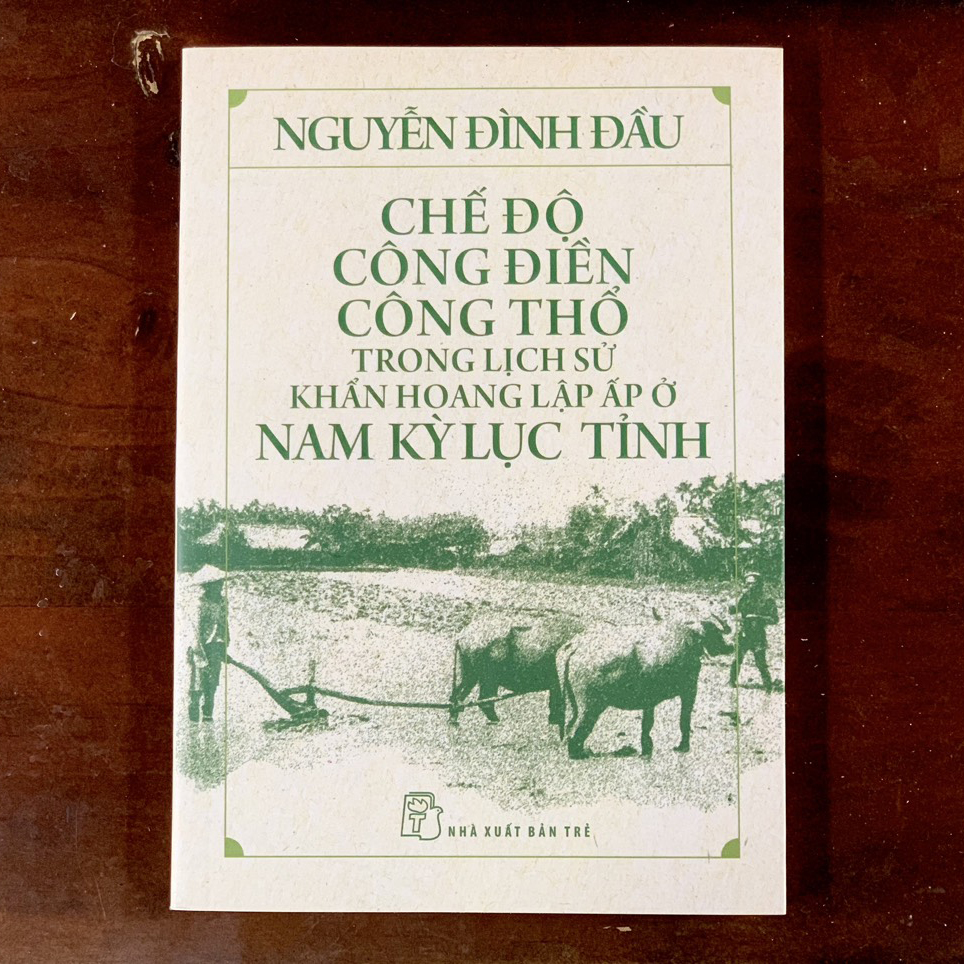 NGUYỄN ĐÌNH ĐẦU
CHẾ ĐỘ
CÔNG ĐIỀN
CÔNG THỔ
TRONG LỊCH SỬ
KHẨN HOANG LẬP ẤP Ở
NAM KỲ LỤC TỈNH
NHÀ XUẤT BẢN TRẺ